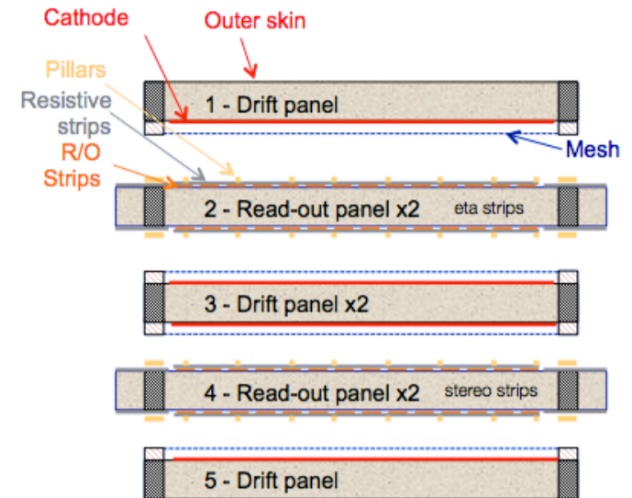 Cathode
Outer skin
Pillars
Resistive
strips
R/O
Strips
1 - Drift panel
Mesh
2 - Read-out panel x2
eta strips
3 - Drift panel x2
4 - Read-out panel x2
stereo strips
5 - Drift panel